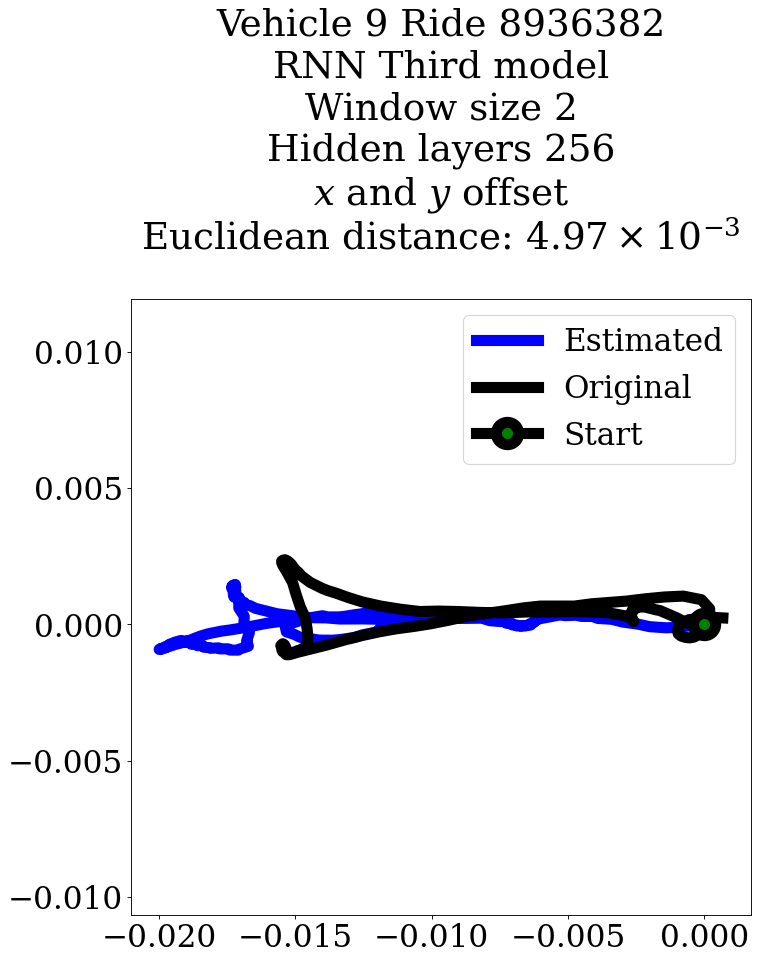 Vehicle 9 Ride 8936382
RNN Third model
Window size 2
Hidden layers 256
x and y offset
Euclidean distance: 4.97 × 10⁻³
Estimated
Original
Start
0.010
0.005
0.000
−0.005
−0.010
−0.020 −0.015 −0.010 −0.005 0.000